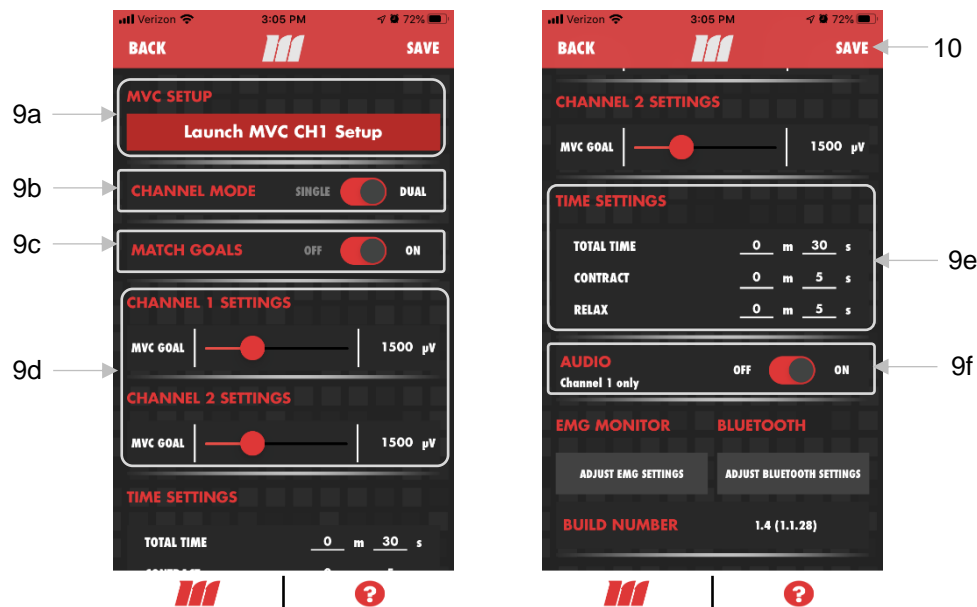 Verizon 3:05 PM 72%
BACK SAVE
MVC SETUP
Launch MVC CH1 Setup
CHANNEL MODE SINGLE DUAL
MATCH GOALS OFF ON
CHANNEL 1 SETTINGS
MVC GOAL 1500 µV
CHANNEL 2 SETTINGS
MVC GOAL 1500 µV
TIME SETTINGS
TOTAL TIME 0 m 30 s
?
9a
9b
9c
9d
Verizon 3:05 PM 72%
BACK SAVE
CHANNEL 2 SETTINGS
MVC GOAL 1500 µV
TIME SETTINGS
TOTAL TIME 0 m 30 s
CONTRACT 0 m 5 s
RELAX 0 m 5 s
AUDIO OFF ON
Channel 1 only
EMG MONITOR BLUETOOTH
ADJUST EMG SETTINGS ADJUST BLUETOOTH SETTINGS
BUILD NUMBER 1.4 (1.1.28)
?
10
9e
9f